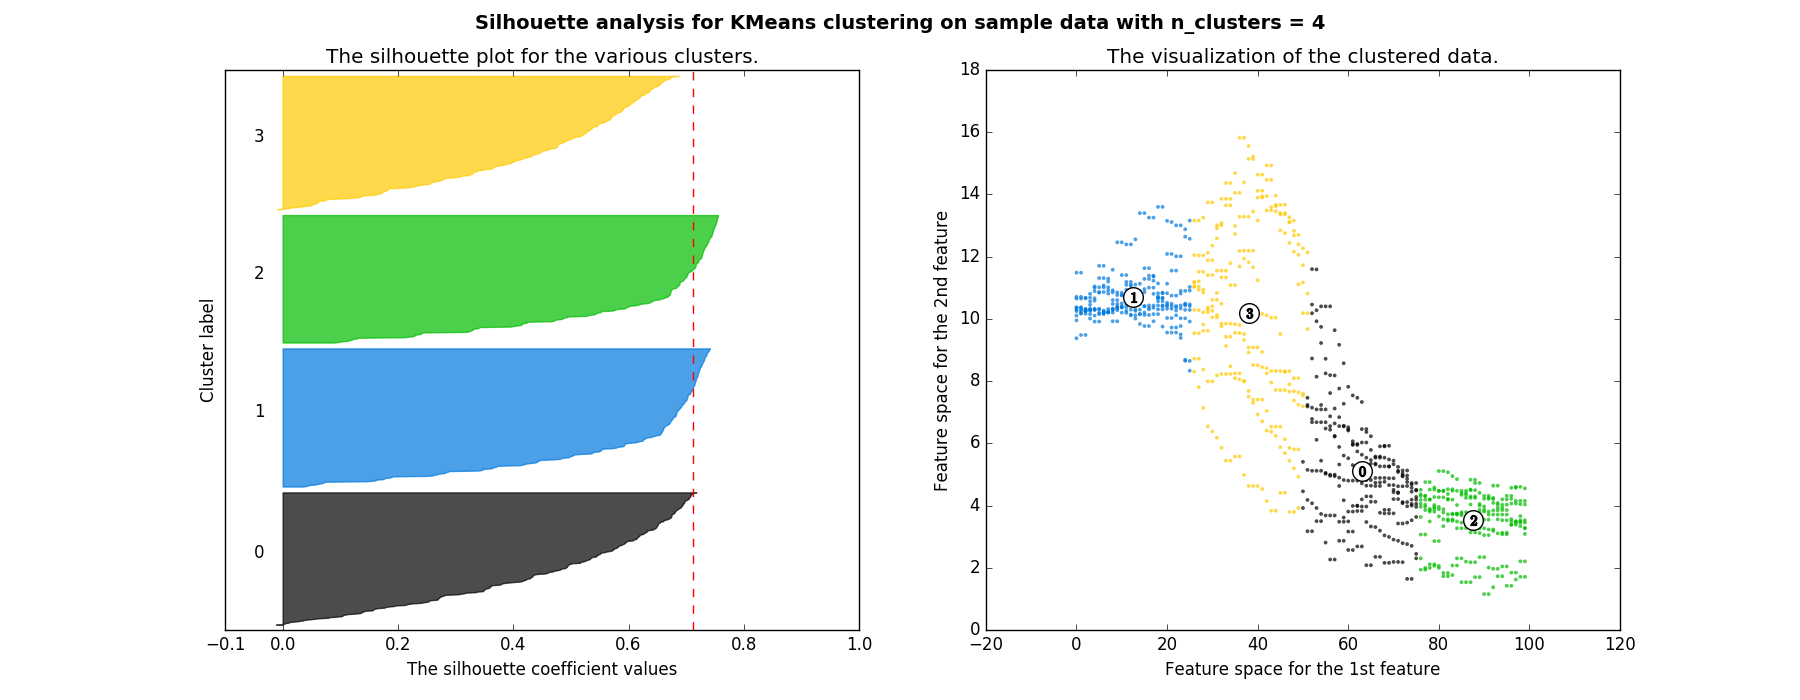 Silhouette analysis for KMeans clustering on sample data with n_clusters = 4
The silhouette plot for the various clusters.
3
2
1
0
Cluster label
−0.1 0.0 0.2 0.4 0.6 0.8 1.0
The silhouette coefficient values
The visualization of the clustered data.
18
16
14
12
10
8
6
4
2
0
Feature space for the 2nd feature
1
3
0
2
−20 0 20 40 60 80 100 120
Feature space for the 1st feature